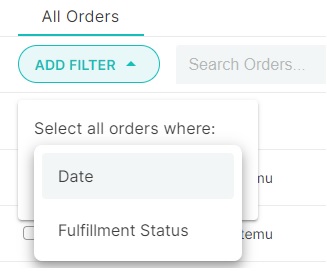 All Orders
ADD FILTER
Search Orders...
Select all orders where:
Date
Fulfillment Status